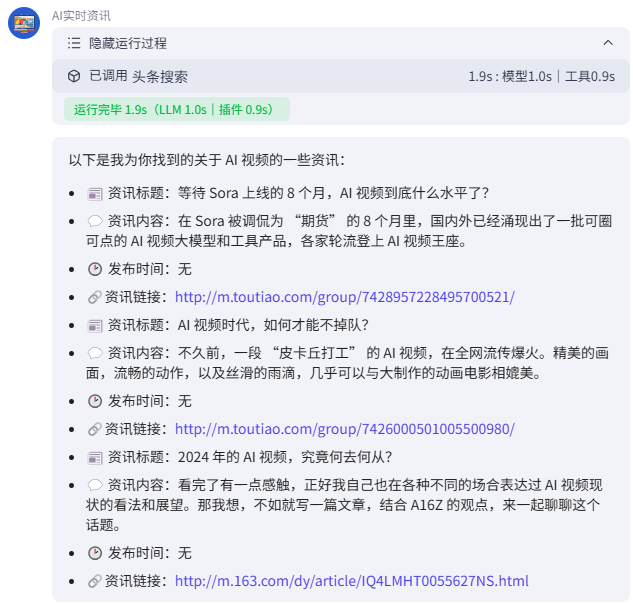 AI实时资讯
隐藏运行过程
已调用 头条搜索 1.9s : 模型1.0s | 工具0.9s
运行完毕 1.9s（LLM 1.0s | 插件 0.9s）
以下是我为你找到的关于 AI 视频的一些资讯：
• 📰 资讯标题：等待 Sora 上线的 8 个月，AI 视频到底什么水平了？
• 💬 资讯内容：在 Sora 被调侃为 “期货” 的 8 个月里，国内外已经涌现出了一批可圈
可点的 AI 视频大模型和工具产品，各家轮流登上 AI 视频王座。
• 🕐 发布时间：无
• 🔗资讯链接：http://m.toutiao.com/group/7428957228495700521/
• 📰 资讯标题：AI 视频时代，如何才能不掉队？
• 💬 资讯内容：不久前，一段 “皮卡丘打工” 的 AI 视频，在全网流传爆火。精美的画
面，流畅的动作，以及丝滑的雨滴，几乎可以与大制作的动画电影相媲美。
• 🕐 发布时间：无
• 🔗资讯链接：http://m.toutiao.com/group/7426000501005500980/
• 📰 资讯标题：2024 年的 AI 视频，究竟何去何从？
• 💬 资讯内容：看完了有一点感触，正好我自己也在各种不同的场合表达过 AI 视频现
状的看法和展望。那我想，不如就写一篇文章，结合 A16Z 的观点，来一起聊聊这个
话题。
• 🕐 发布时间：无
• 🔗资讯链接：http://m.163.com/dy/article/IQ4LMHT0055627NS.html